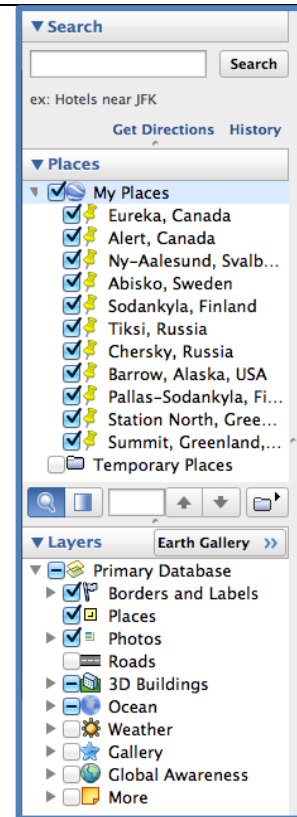 Search
Search
ex: Hotels near JFK
Get Directions History
Places
My Places
Eureka, Canada
Alert, Canada
Ny-Aalesund, Svalb...
Abisko, Sweden
Sodankyla, Finland
Tiksi, Russia
Chersky, Russia
Barrow, Alaska, USA
Pallas-Sodankyla, Fi...
Station North, Gree...
Summit, Greenland,...
Temporary Places
Layers Earth Gallery >>
Primary Database
Borders and Labels
Places
Photos
Roads
3D Buildings
Ocean
Weather
Gallery
Global Awareness
More